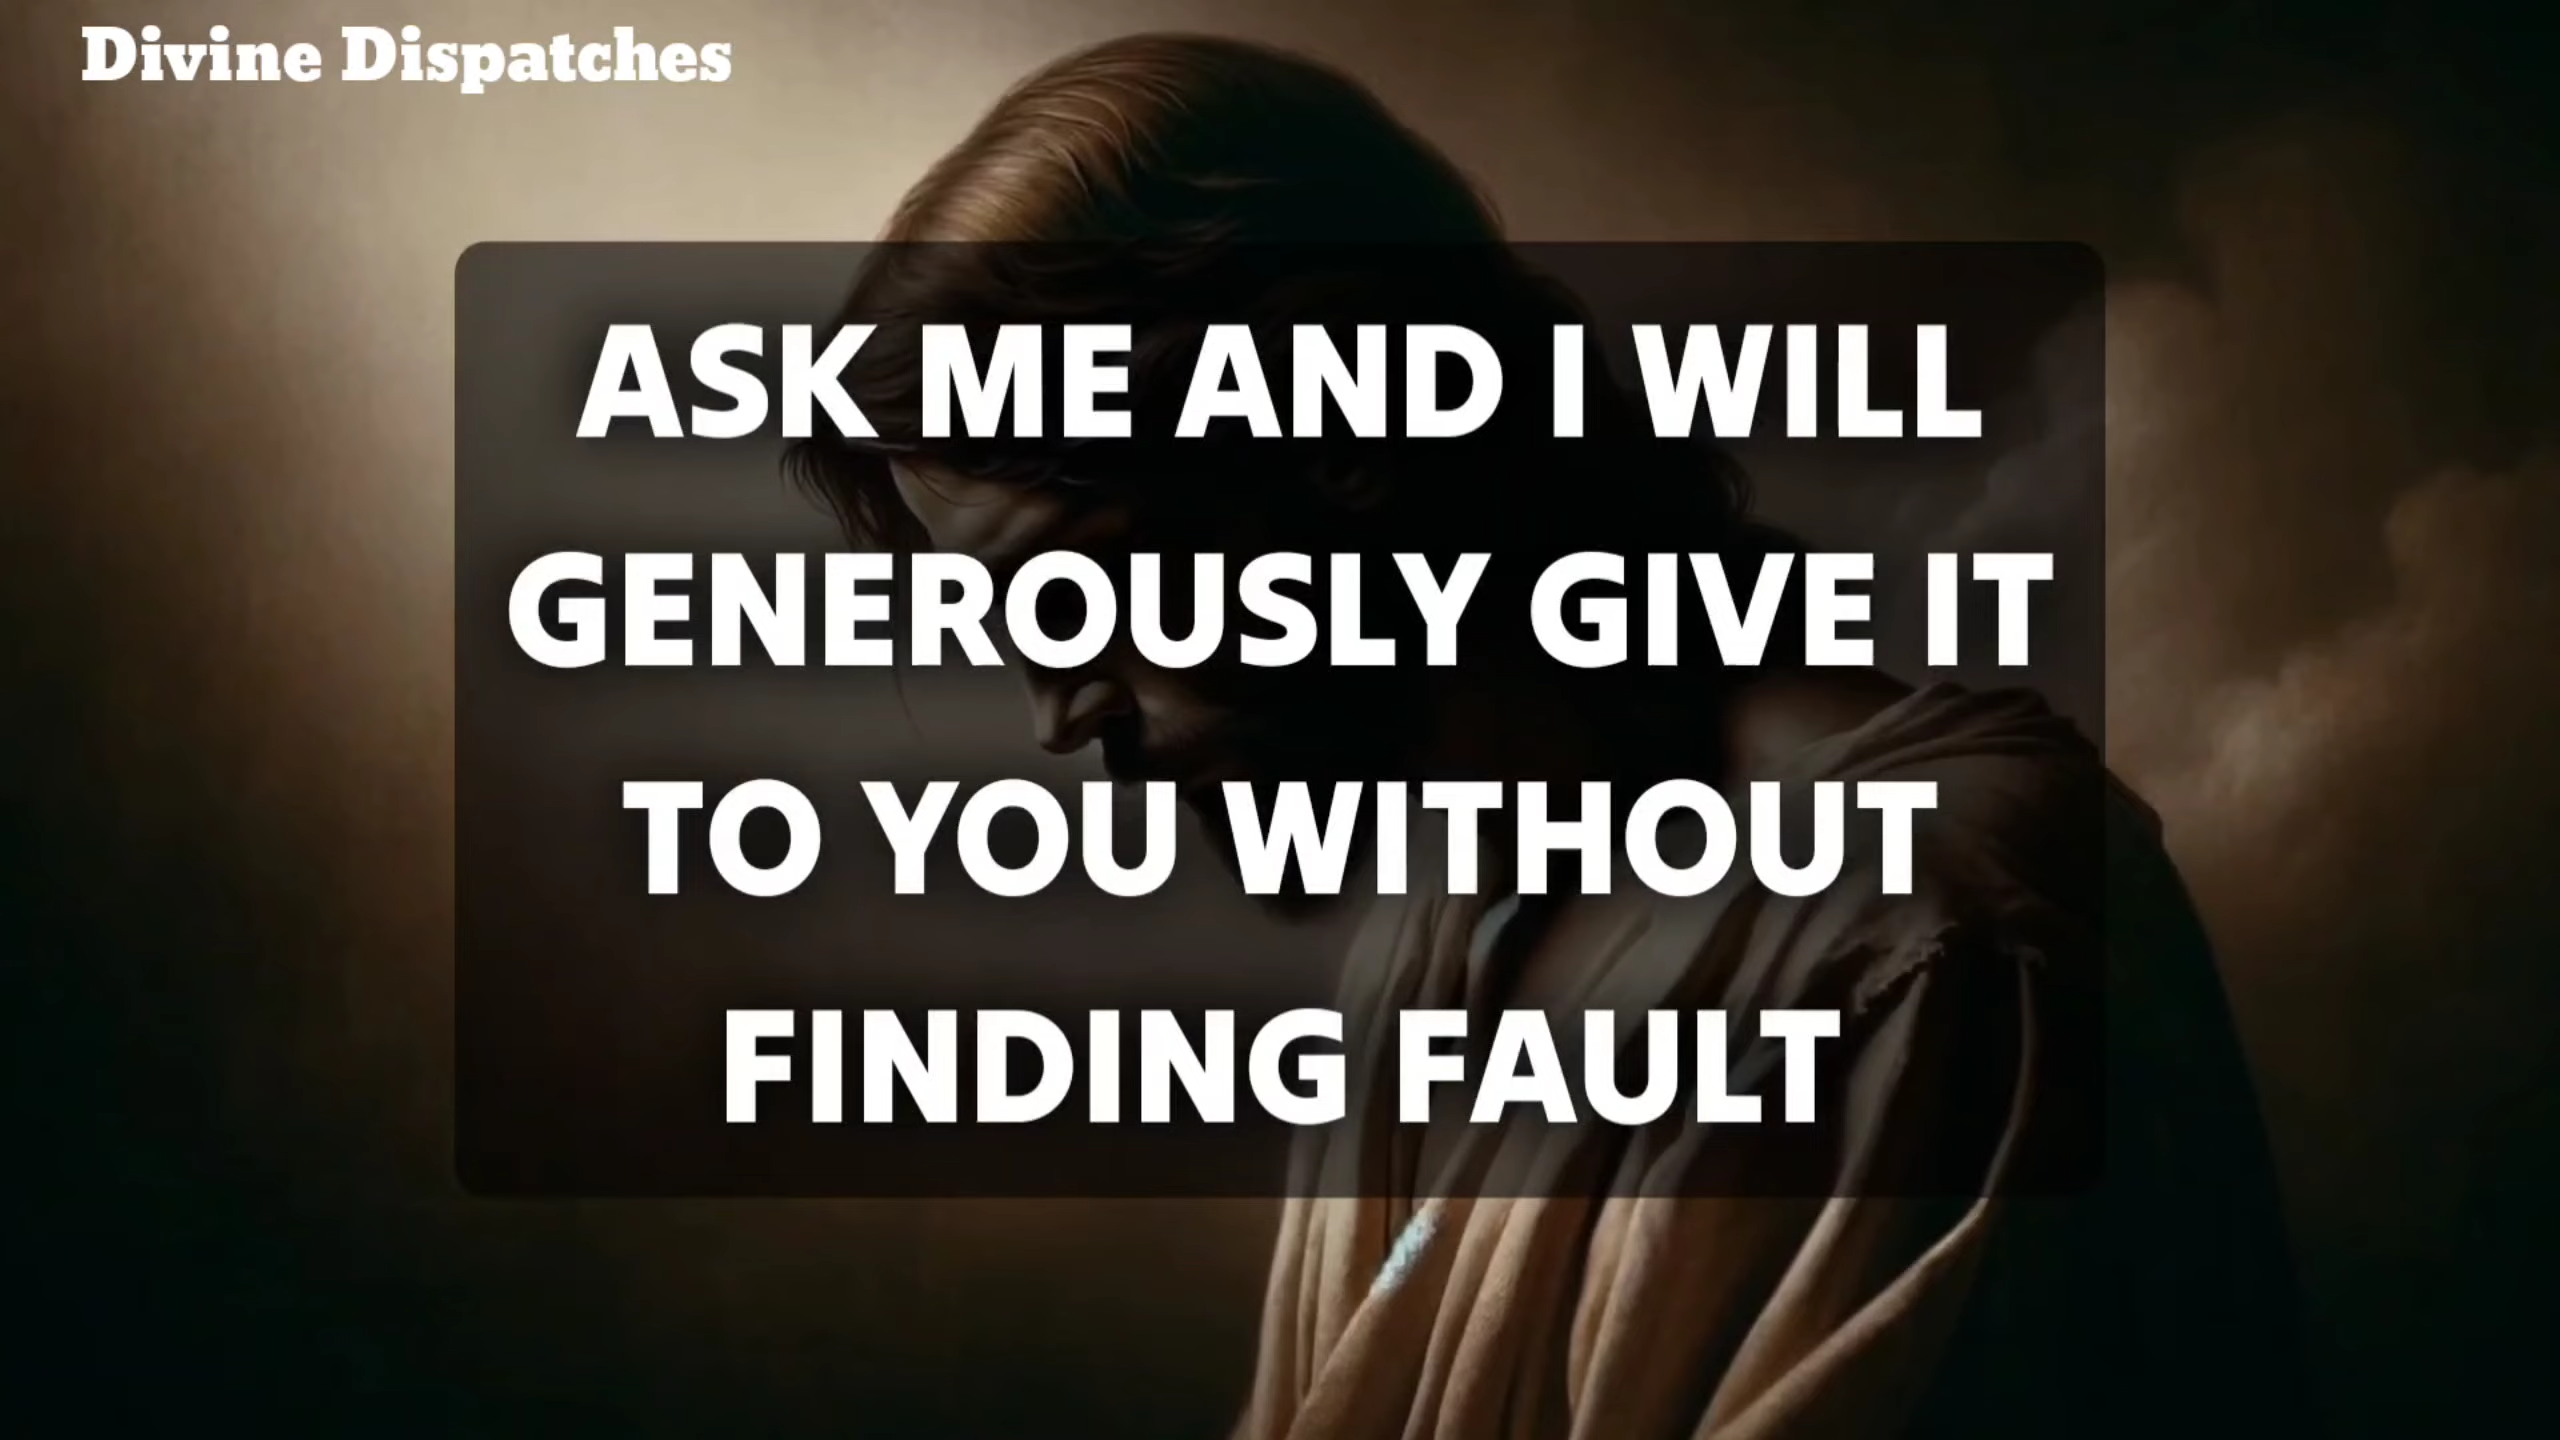 Divine Dispatches
ASK ME AND I WILL
GENEROUSLY GIVE IT
TO YOU WITHOUT
FINDING FAULT